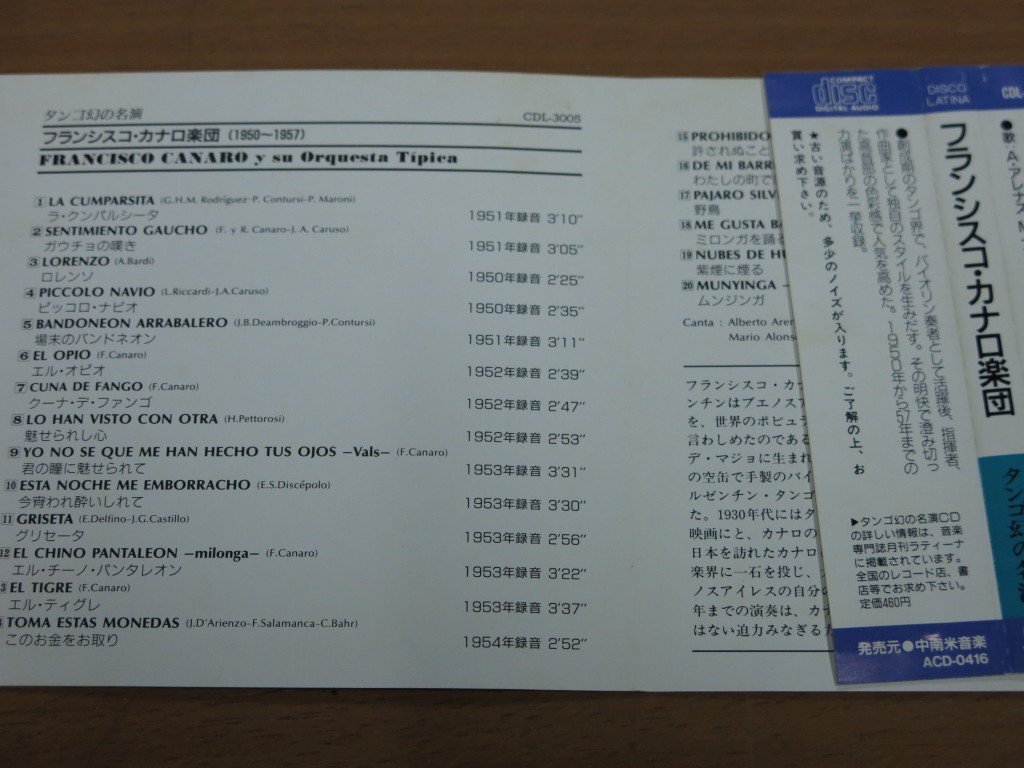 タンゴ幻の名演
CDL-3005
フランシスコ・カナロ楽団（1950～1957）
FRANCISCO CANARO y su Orquesta Típica
1 LA CUMPARSITA (G.H.M. Rodríguez-P. Contursi-P. Maroni)
ラ・クンパルシータ 1951年録音 3'10"
2 SENTIMIENTO GAUCHO (F. y R. Canaro-J. A. Caruso)
ガウチョの嘆き 1951年録音 3'05"
3 LORENZO (A.Bardi)
ロレンソ 1950年録音 2'25"
4 PICCOLO NAVIO (L.Riccardi-J.A.Caruso)
ピッコロ・ナビオ 1950年録音 2'35"
5 BANDONEON ARRABALERO (J.B.Deambroggio-P.Contursi)
場末のバンドネオン 1951年録音 3'11"
6 EL OPIO (F.Canaro)
エル・オピオ 1952年録音 2'39"
7 CUNA DE FANGO (F.Canaro)
クーナ・デ・ファンゴ 1952年録音 2'47"
8 LO HAN VISTO CON OTRA (H.Pettorosi)
魅せられし心 1952年録音 2'53"
9 YO NO SE QUE ME HAN HECHO TUS OJOS –Vals– (F.Canaro)
君の瞳に魅せられて 1953年録音 3'31"
10 ESTA NOCHE ME EMBORRACHO (E.S.Discépolo)
今宵われ酔いしれて 1953年録音 3'30"
11 GRISETA (E.Delfino-J.G.Castillo)
グリセータ 1953年録音 2'56"
12 EL CHINO PANTALEON –milonga– (F.Canaro)
エル・チーノ・パンタレオン 1953年録音 3'22"
3 EL TIGRE (F.Canaro)
エル・ティグレ 1953年録音 3'37"
TOMA ESTAS MONEDAS (J.D'Arienzo-F.Salamanca-C.Bahr)
このお金をお取り 1954年録音 2'52"
15 PROHIBIDO
許されぬこと
16 DE MI BARR
わたしの町で
17 PAJARO SILV
野鳥
18 ME GUSTA B
ミロンガを踊る
19 NUBES DE HU
紫煙に煙る
20 MUNYINGA –
ムンジンガ
Canta : Alberto Arer
Mario Alons
フランシスコ・カナ
ンチンはブエノスア
を、世界のポピュラ
言わしめたのである
デ・マジョに生まれ
の空缶で手製のバイ
ルゼンチン・タンゴ
た。1930年代にはタ
映画にと、カナロの
日本を訪れたカナロ
楽界に一石を投じ、
ノスアイレスの自分の
年までの演奏は、カナ
はない迫力みなぎるカ
COMPACT
disc
DIGITAL AUDIO
●創成期のタンゴ界で、バイオリン奏者として活躍後、指揮者、
作曲家として独自のスタイルを生みだす。その明快で澄み切っ
た高音部の色彩感で人気を高めた。1950年から57年までの
力演ばかりを一挙収録。
★古い音源のため、多少のノイズが入ります。ご了解の上、お
買い求め下さい。
▶タンゴ幻の名演CD
の詳しい情報は、音楽
専門誌月刊ラティーナ
に掲載されています。
全国のレコード店、書
店等でお求め下さい。
定価460円
発売元●中南米音楽
ACD-0416
DISCO
LATINA
フランシスコ・カナロ楽団
CDL-
●歌・A・アレナス
タンゴ幻の名演